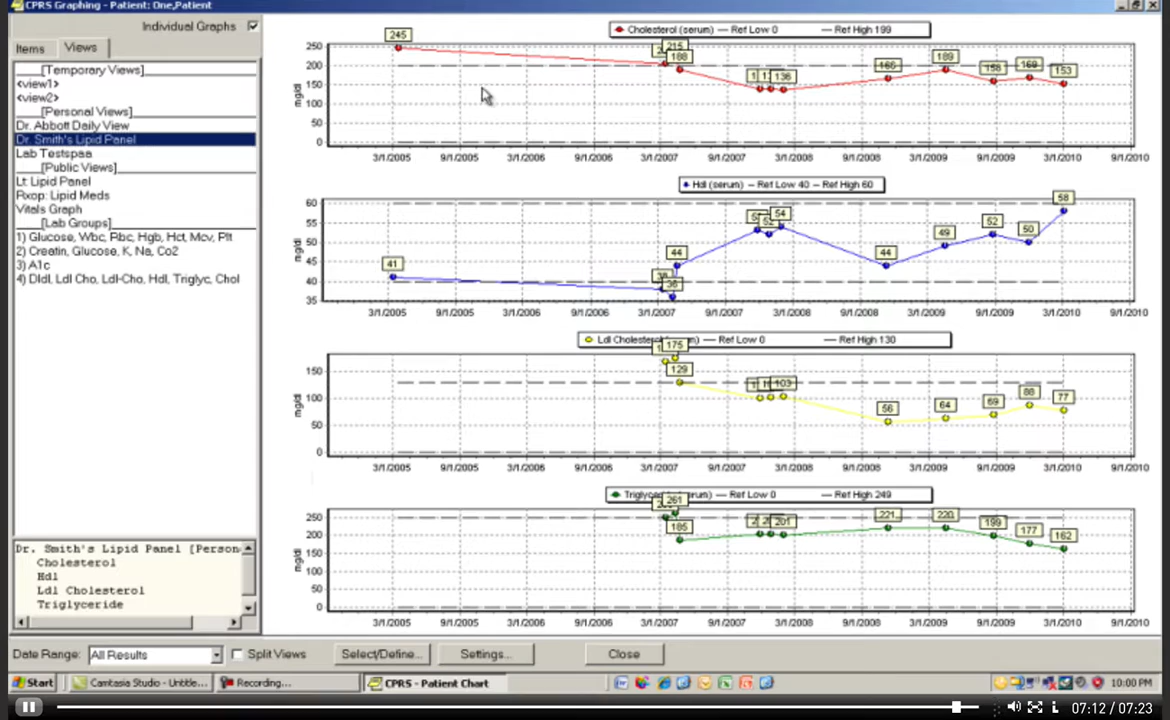 CPRS Graphing - Patient: One,Patient
Individual Graphs
Items Views
[Temporary Views]
<view1>
<view2>
[Personal Views]
Dr. Abbott Daily View
Dr. Smith's Lipid Panel
Lab Testspaa
[Public Views]
Lt Lipid Panel
Rxop: Lipid Meds
Vitals Graph
[Lab Groups]
1) Glucose, Wbc, Rbc, Hgb, Hct, Mcv, Plt
2) Creatin, Glucose, K, Na, Co2
3) A1c
4) Dldl, Ldl Cho, Ldl-Cho, Hdl, Triglyc, Chol
Dr. Smith's Lipid Panel [Person
Cholesterol
Hdl
Ldl Cholesterol
Triglyceride
Cholesterol (serum) Ref Low 0 Ref High 199
245
215
188
136
189
153
250
200
150
100
50
0
mg/dl
3/1/2005 9/1/2005 3/1/2006 9/1/2006 3/1/2007 9/1/2007 3/1/2008 9/1/2008 3/1/2009 9/1/2009 3/1/2010 9/1/2010
Hdl (serum) Ref Low 40 Ref High 60
41
36
44
54
44
49
52
50
58
60
55
50
45
40
35
mg/dl
3/1/2005 9/1/2005 3/1/2006 9/1/2006 3/1/2007 9/1/2007 3/1/2008 9/1/2008 3/1/2009 9/1/2009 3/1/2010 9/1/2010
Ldl Ref Low 0 Ref High 130
175
129
103
56
64
69
88
77
150
100
50
0
mg/dl
3/1/2005 9/1/2005 3/1/2006 9/1/2006 3/1/2007 9/1/2007 3/1/2008 9/1/2008 3/1/2009 9/1/2009 3/1/2010 9/1/2010
Ref Low 0 Ref High 249
261
185
201
221
220
199
177
162
250
200
150
100
50
0
mg/dl
3/1/2005 9/1/2005 3/1/2006 9/1/2006 3/1/2007 9/1/2007 3/1/2008 9/1/2008 3/1/2009 9/1/2009 3/1/2010 9/1/2010
Date Range: All Results Split Views Select/Define... Settings... Close
Start Camtasia Studio - Untitle... Recording... CPRS - Patient Chart 10:00 PM
07:12 / 07:23